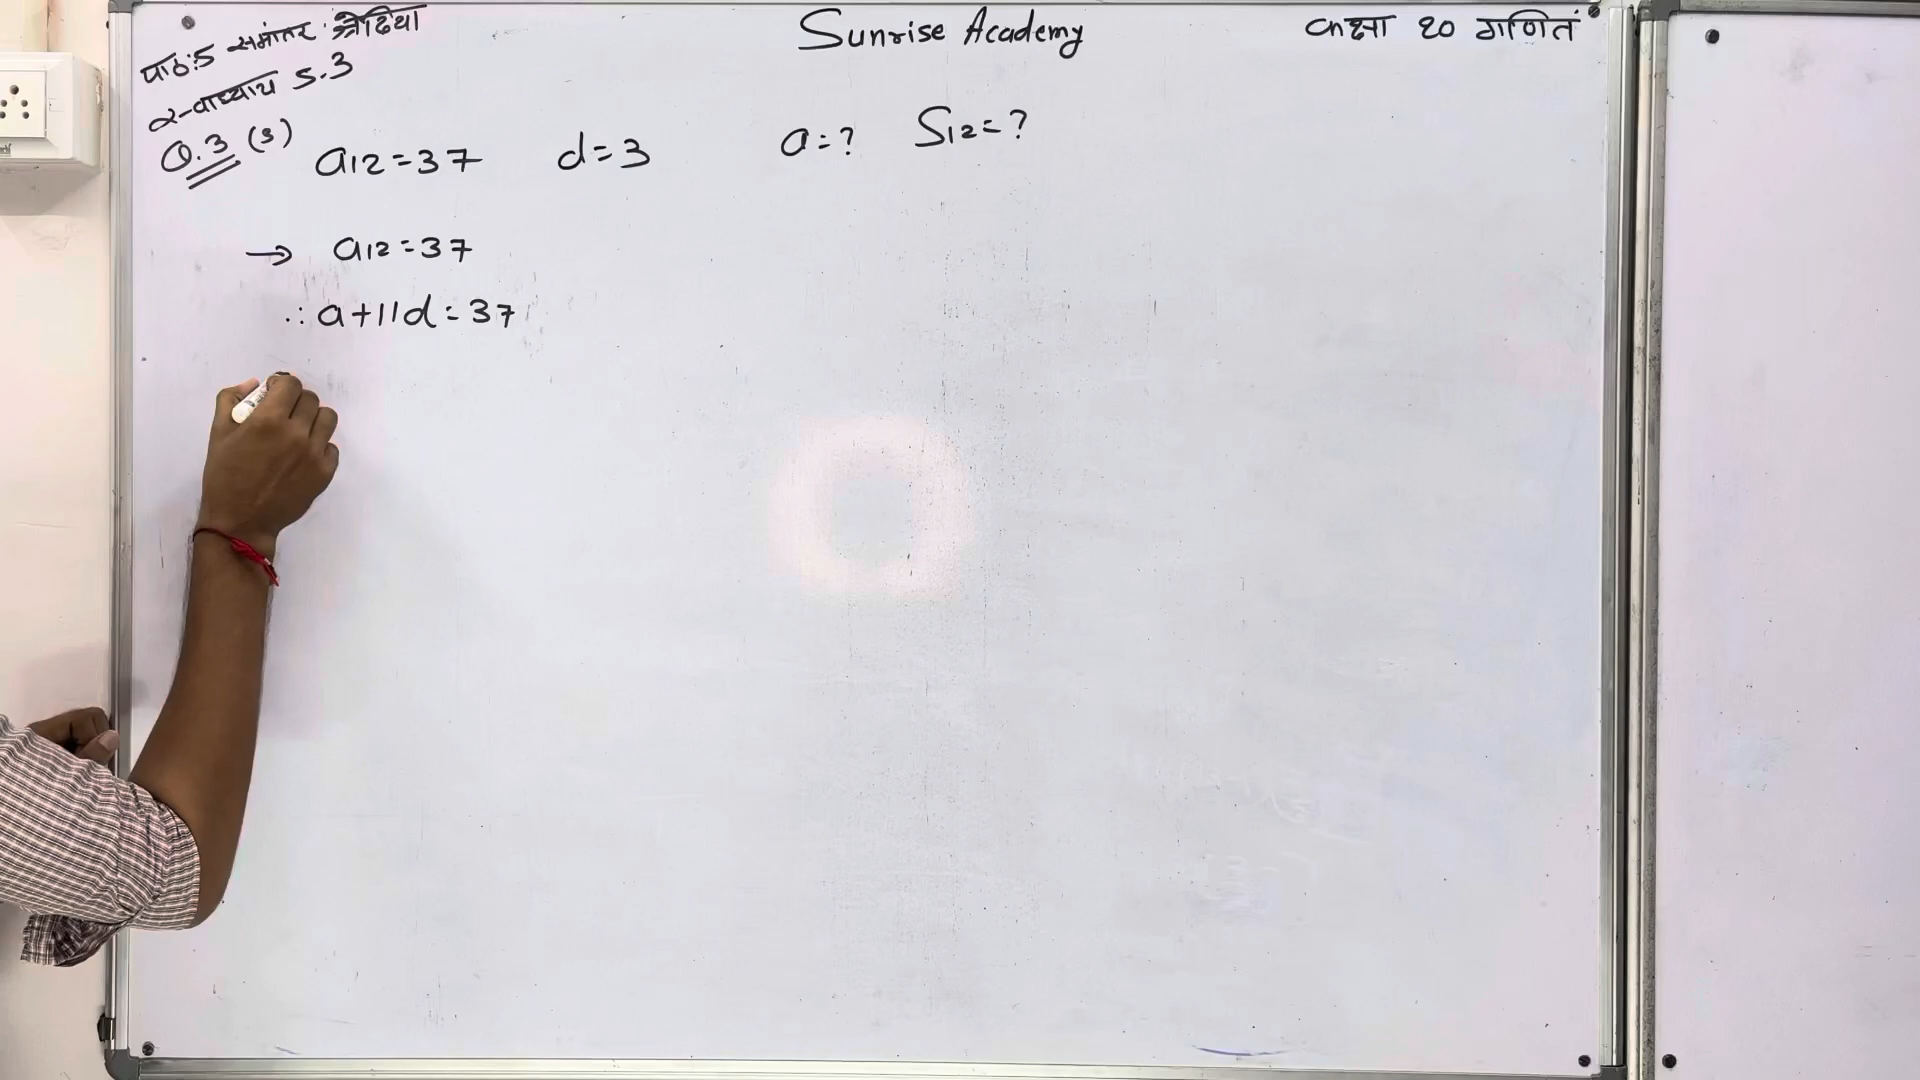 Sunrise Academy
कक्षा १० गणित
पाठ:5 समांतर श्रेढिया
स्वाध्याय 5.3
Q.3 (3) a12=37 d=3 a=? S12=?
→ a12=37
∴ a+11d=37